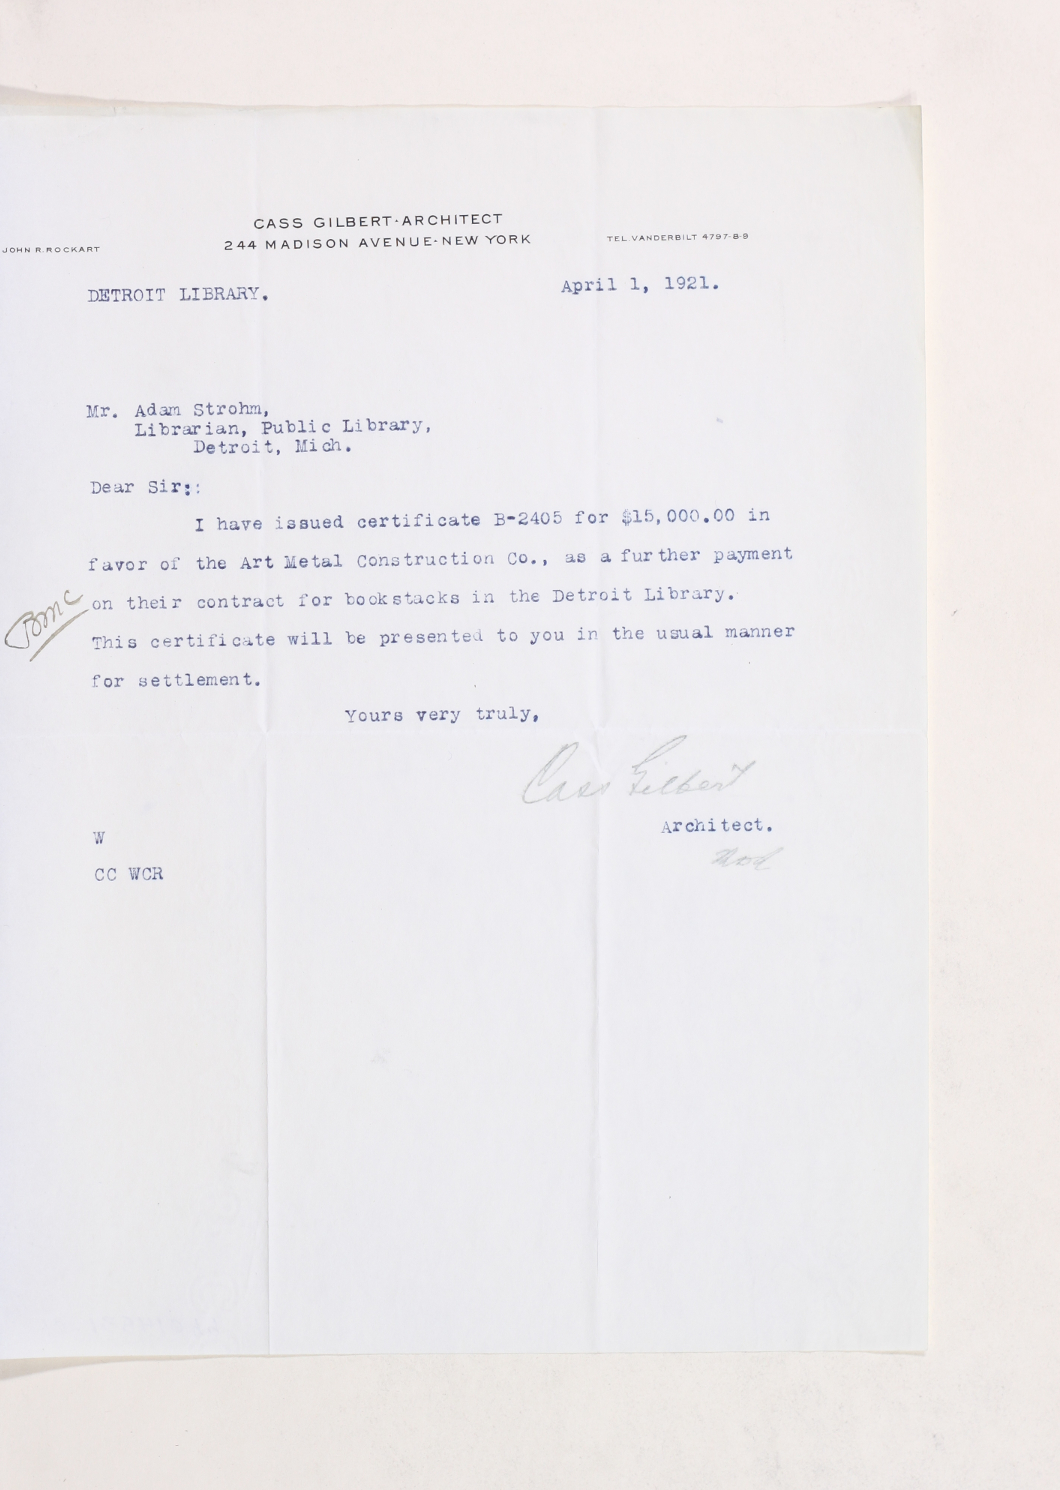 CASS GILBERT·ARCHITECT
JOHN R. ROCKART
244 MADISON AVENUE·NEW YORK
TEL. VANDERBILT 4797-8-9
DETROIT LIBRARY.
April 1, 1921.
Mr. Adam Strohm,
Librarian, Public Library,
Detroit, Mich.
Dear Sir::
I have issued certificate B-2405 for $15,000.00 in
favor of the Art Metal Construction Co., as a further payment
on their contract for bookstacks in the Detroit Library.
BMC
This certificate will be presented to you in the usual manner
for settlement.
Yours very truly,
Cass Gilbert
Architect.
W
CC WCR